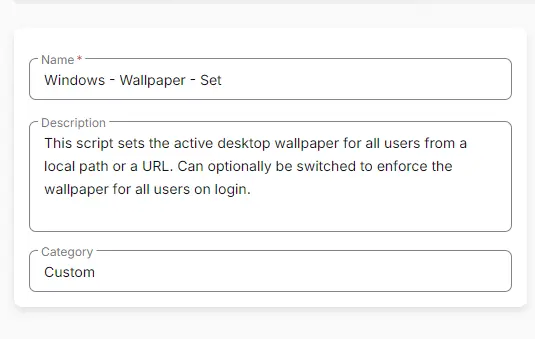 Name *
Windows - Wallpaper - Set
Description
This script sets the active desktop wallpaper for all users from a
local path or a URL. Can optionally be switched to enforce the
wallpaper for all users on login.
Category
Custom